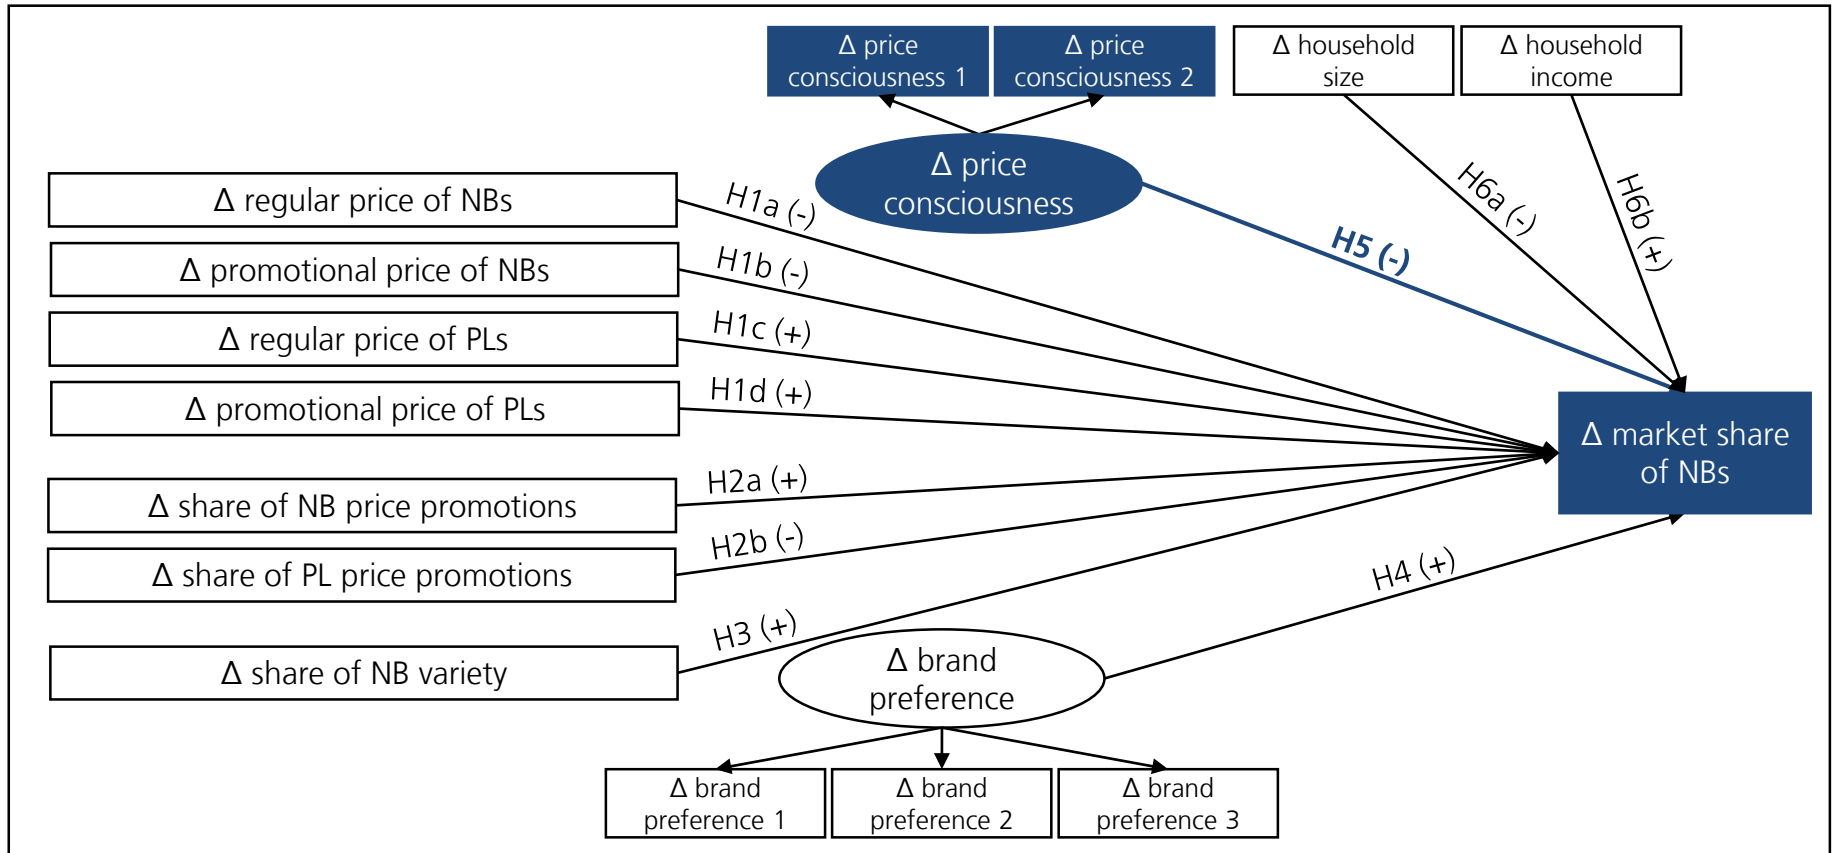 Δ price
consciousness 1
Δ price
consciousness 2
Δ household
size
Δ household
income
Δ price
consciousness
Δ regular price of NBs
Δ promotional price of NBs
Δ regular price of PLs
Δ promotional price of PLs
Δ share of NB price promotions
Δ share of PL price promotions
Δ share of NB variety
H1a (-)
H1b (-)
H1c (+)
H1d (+)
H2a (+)
H2b (-)
H3 (+)
H5 (-)
H6a (-)
H6b (+)
Δ market share
of NBs
H4 (+)
Δ brand
preference
Δ brand
preference 1
Δ brand
preference 2
Δ brand
preference 3